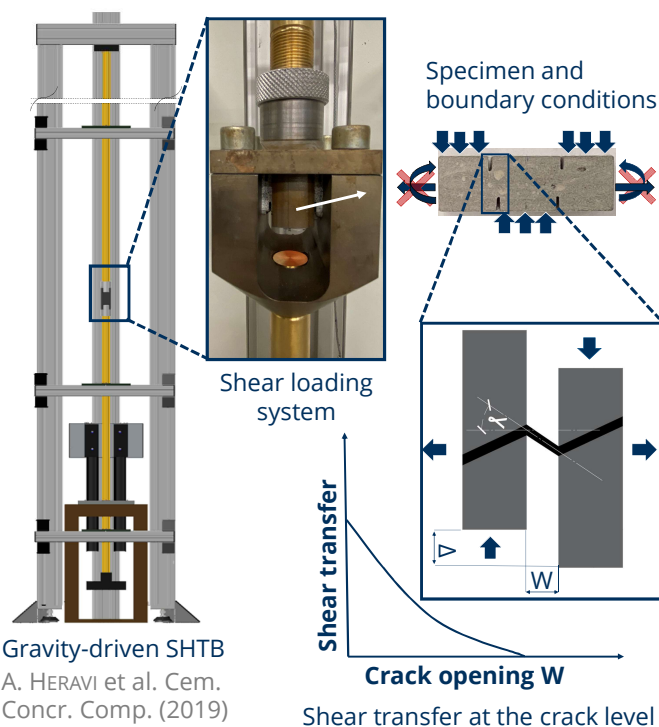 Specimen and
boundary conditions
Shear loading
system
Shear transfer
γ
Δ
W
Crack opening W
Gravity-driven SHTB
A. HERAVI et al. Cem.
Concr. Comp. (2019)
Shear transfer at the crack level